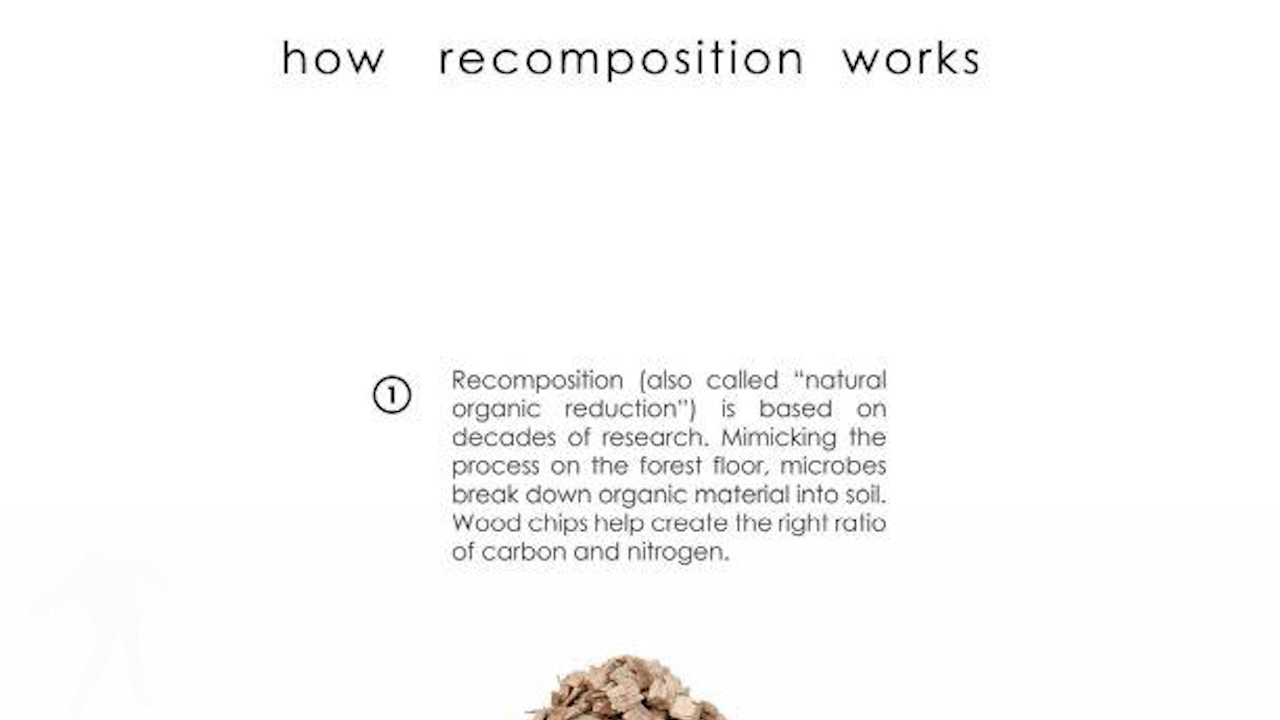 how recomposition works
1
Recomposition (also called “natural
organic reduction”) is based on
decades of research. Mimicking the
process on the forest floor, microbes
break down organic material into soil.
Wood chips help create the right ratio
of carbon and nitrogen.